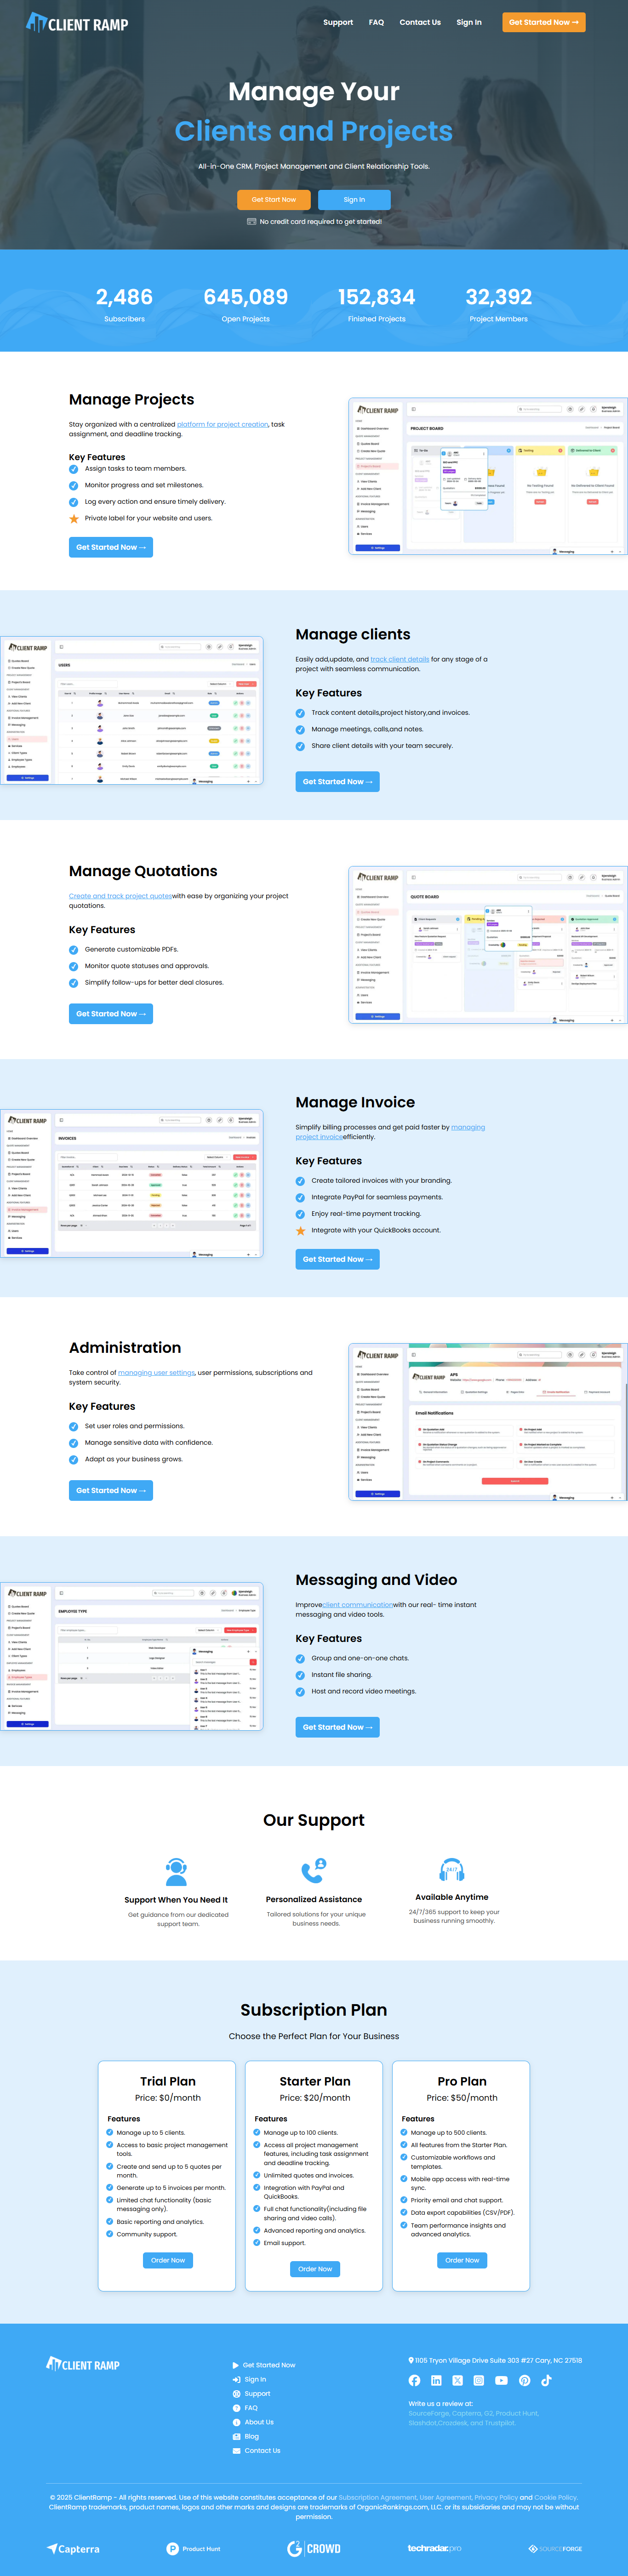 CLIENT RAMP
Support FAQ Contact Us Sign In Get Started Now →
Manage Your
Clients and Projects
All-in-One CRM, Project Management and Client Relationship Tools.
Get Start Now Sign In
No credit card required to get started!
2,486 645,089 152,834 32,392
Subscribers Open Projects Finished Projects Project Members
Manage Projects
Stay organized with a centralized platform for project creation, task
assignment, and deadline tracking.
Key Features
Assign tasks to team members.
Monitor progress and set milestones.
Log every action and ensure timely delivery.
Private label for your website and users.
Get Started Now →
CLIENT RAMP
PROJECT BOARD
CLIENT RAMP
USERS
Manage clients
Easily add,update, and track client details for any stage of a
project with seamless communication.
Key Features
Track content details,project history,and invoices.
Manage meetings, calls,and notes.
Share client details with your team securely.
Get Started Now →
Manage Quotations
Create and track project quoteswith ease by organizing your project
quotations.
Key Features
Generate customizable PDFs.
Monitor quote statuses and approvals.
Simplify follow-ups for better deal closures.
Get Started Now →
CLIENT RAMP
QUOTE BOARD
CLIENT RAMP
INVOICES
Manage Invoice
Simplify billing processes and get paid faster by managing
project invoiceefficiently.
Key Features
Create tailored invoices with your branding.
Integrate PayPal for seamless payments.
Enjoy real-time payment tracking.
Integrate with your QuickBooks account.
Get Started Now →
Administration
Take control of managing user settings, user permissions, subscriptions and
system security.
Key Features
Set user roles and permissions.
Manage sensitive data with confidence.
Adapt as your business grows.
Get Started Now →
CLIENT RAMP
Email Notifications
CLIENT RAMP
EMPLOYEE TYPE
Messaging and Video
Improveclient communicationwith our real- time instant
messaging and video tools.
Key Features
Group and one-on-one chats.
Instant file sharing.
Host and record video meetings.
Get Started Now →
Our Support
Support When You Need It
Get guidance from our dedicated
support team.
Personalized Assistance
Tailored solutions for your unique
business needs.
24/7
Available Anytime
24/7/365 support to keep your
business running smoothly.
Subscription Plan
Choose the Perfect Plan for Your Business
Trial Plan
Price: $0/month
Features
Manage up to 5 clients.
Access to basic project management
tools.
Create and send up to 5 quotes per
month.
Generate up to 5 invoices per month.
Limited chat functionality (basic
messaging only).
Basic reporting and analytics.
Community support.
Order Now
Starter Plan
Price: $20/month
Features
Manage up to 100 clients.
Access all project management
features, including task assignment
and deadline tracking.
Unlimited quotes and invoices.
Integration with PayPal and
QuickBooks.
Full chat functionality(including file
sharing and video calls).
Advanced reporting and analytics.
Email support.
Order Now
Pro Plan
Price: $50/month
Features
Manage up to 500 clients.
All features from the Starter Plan.
Customizable workflows and
templates.
Mobile app access with real-time
sync.
Priority email and chat support.
Data export capabilities (CSV/PDF).
Team performance insights and
advanced analytics.
Order Now
CLIENT RAMP
Get Started Now
Sign In
Support
FAQ
About Us
Blog
Contact Us
1105 Tryon Village Drive Suite 303 #27 Cary, NC 27518
Write us a review at:
SourceForge, Capterra, G2, Product Hunt,
Slashdot,Crozdesk, and Trustpilot.
© 2025 ClientRamp - All rights reserved. Use of this website constitutes acceptance of our Subscription Agreement, User Agreement, Privacy Policy and Cookie Policy.
ClientRamp trademarks, product names, logos and other marks and designs are trademarks of OrganicRankings.com, LLC. or its subsidiaries and may not be without
permission.
Capterra Product Hunt G2 CROWD techradar.pro SOURCEFORGE